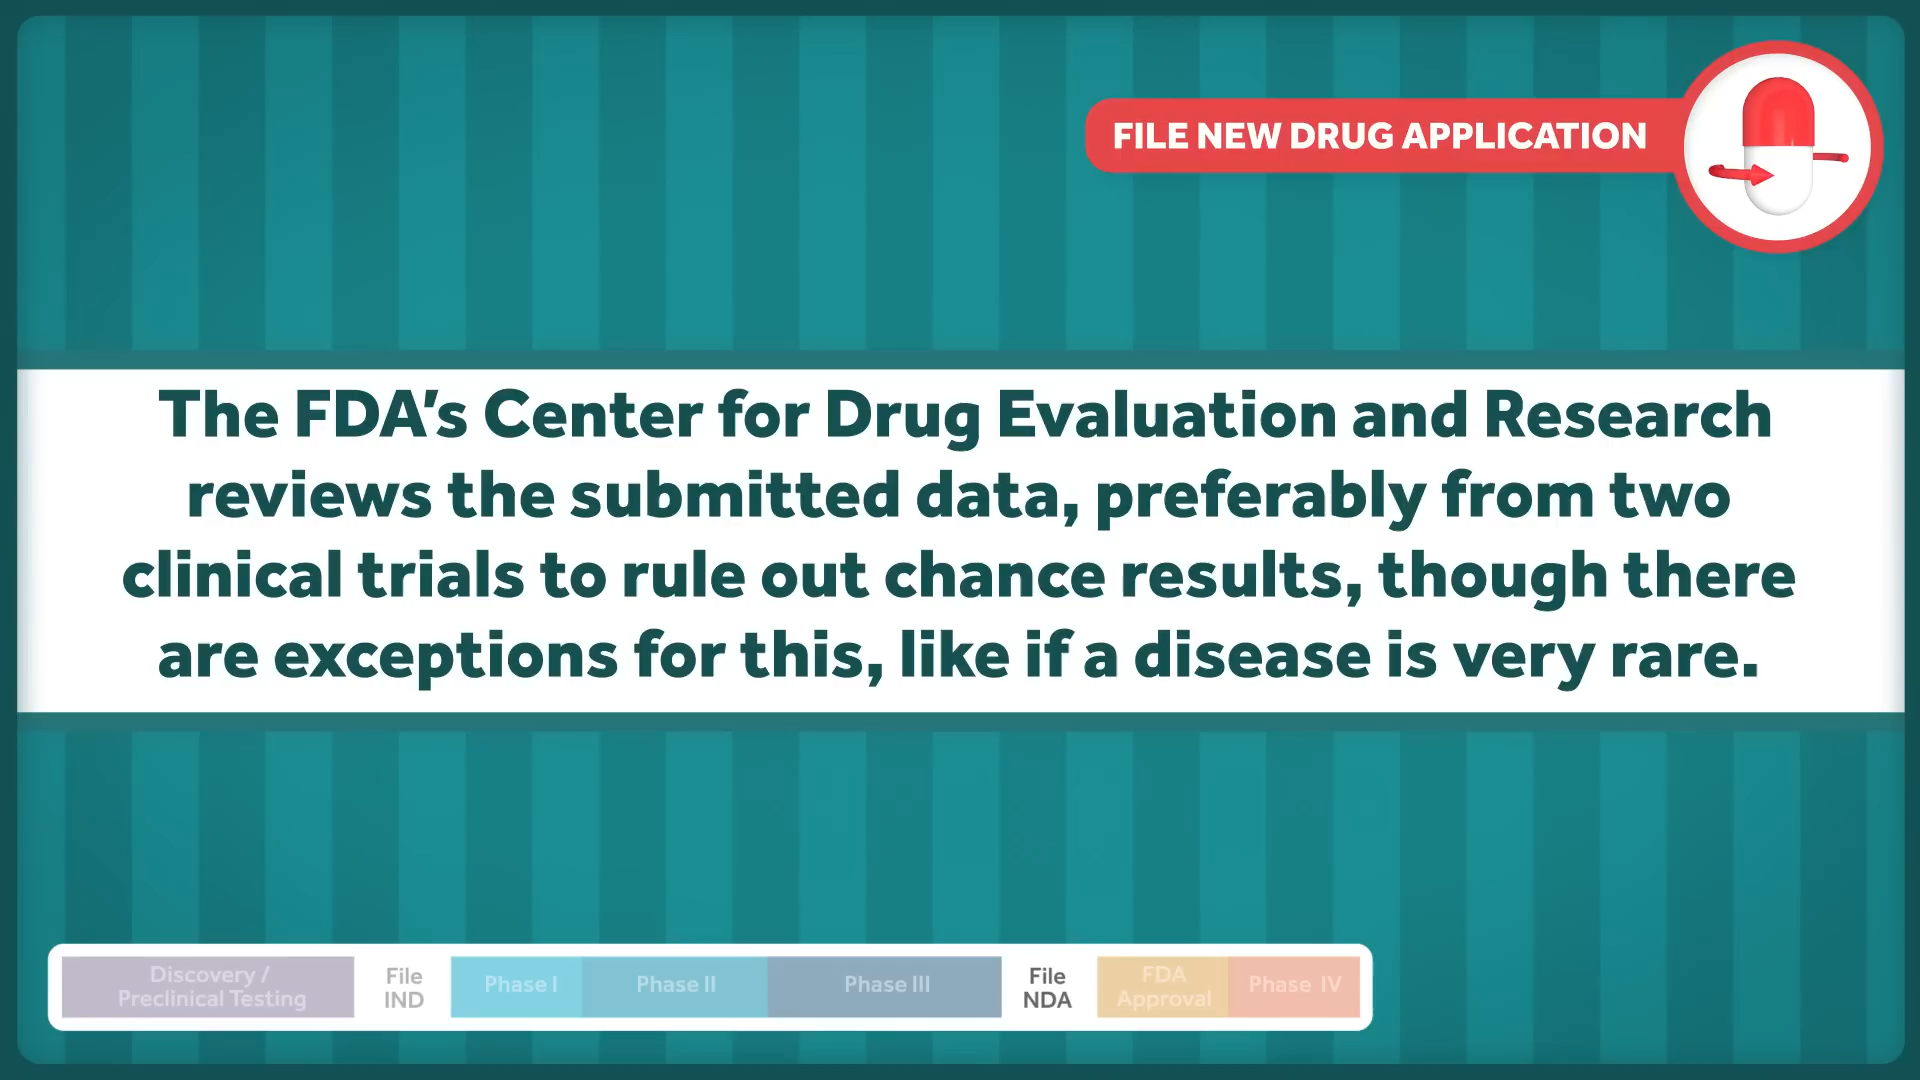 FILE NEW DRUG APPLICATION
The FDA’s Center for Drug Evaluation and Research
reviews the submitted data, preferably from two
clinical trials to rule out chance results, though there
are exceptions for this, like if a disease is very rare.
Discovery /
Preclinical Testing
File
IND
Phase I
Phase II
Phase III
File
NDA
FDA
Approval
Phase IV